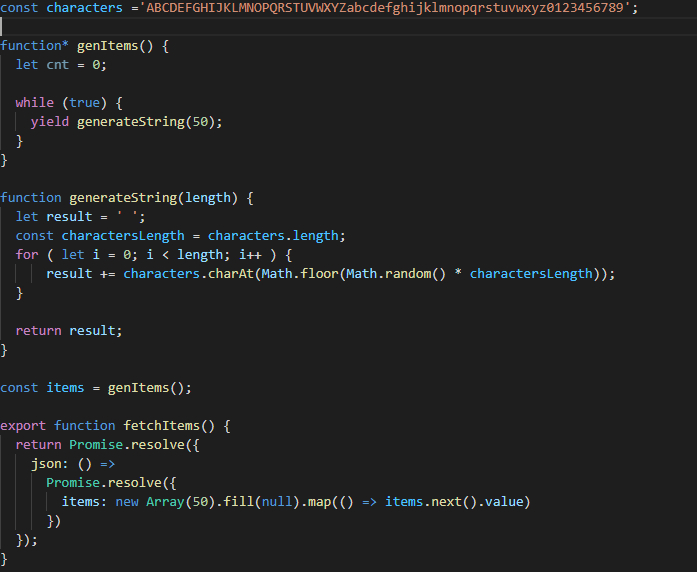 const characters ='ABCDEFGHIJKLMNOPQRSTUVWXYZabcdefghijklmnopqrstuvwxyz0123456789';

function* genItems() {
  let cnt = 0;

  while (true) {
    yield generateString(50);
  }
}

function generateString(length) {
  let result = ' ';
  const charactersLength = characters.length;
  for ( let i = 0; i < length; i++ ) {
      result += characters.charAt(Math.floor(Math.random() * charactersLength));
  }

  return result;
}

const items = genItems();

export function fetchItems() {
  return Promise.resolve({
    json: () =>
      Promise.resolve({
        items: new Array(50).fill(null).map(() => items.next().value)
      })
  });
}